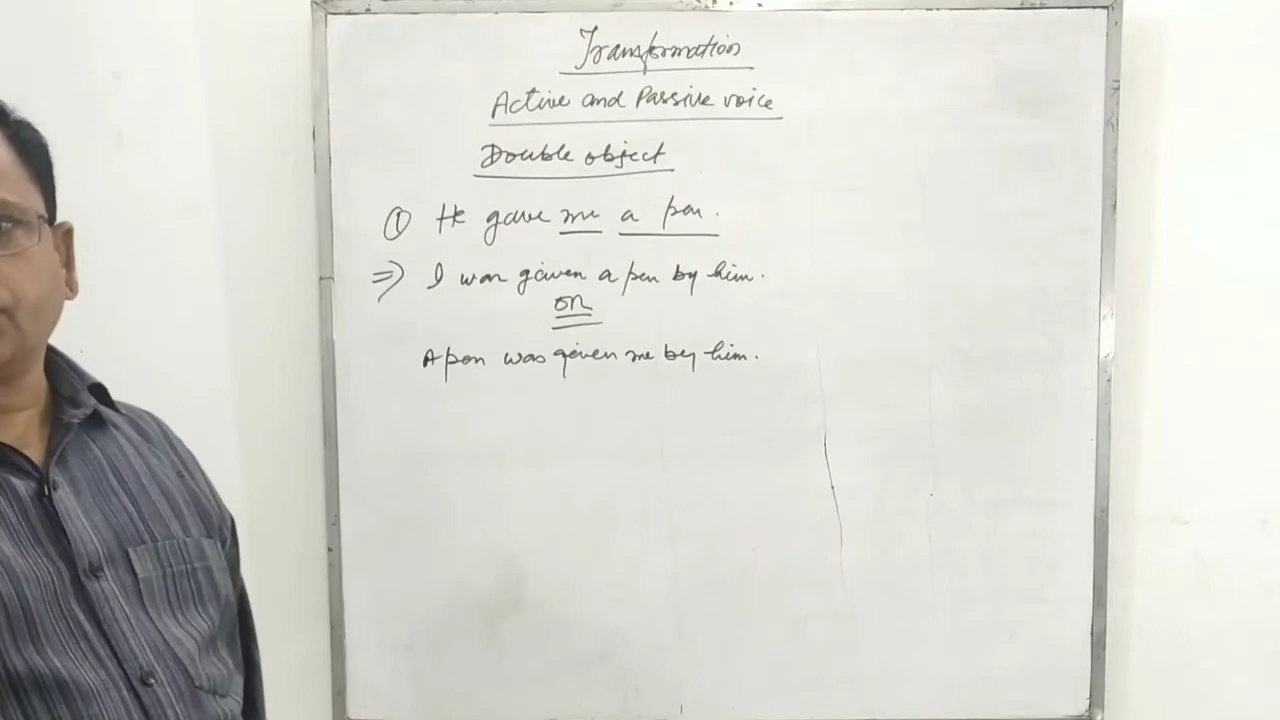 Transformation
Active and Passive voice
Double object
① He gave me a pen.
⇒ I was given a pen by him.
OR
A pen was given me by him.